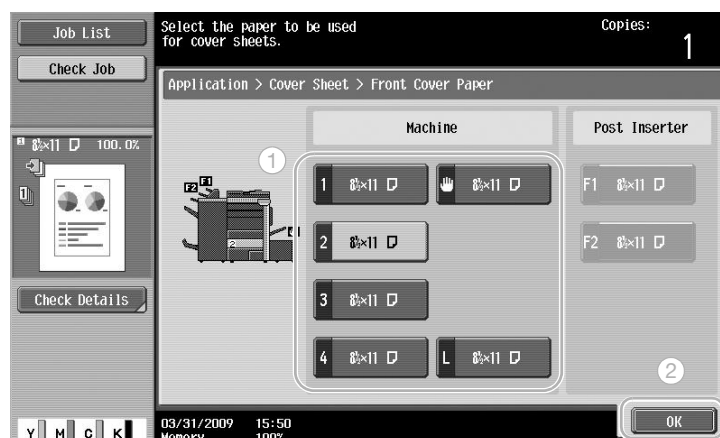 Job List
Select the paper to be used
for cover sheets.
Copies:
1
Check Job
Application > Cover Sheet > Front Cover Paper
Machine
Post Inserter
8½×11 100.0%
1
1 8½×11
8½×11
F1 8½×11
F2 F1
2 8½×11
F2 8½×11
2
1
Check Details
3 8½×11
4 8½×11
L 8½×11
2
OK
03/31/2009 15:50
Memory 100%
Y M C K